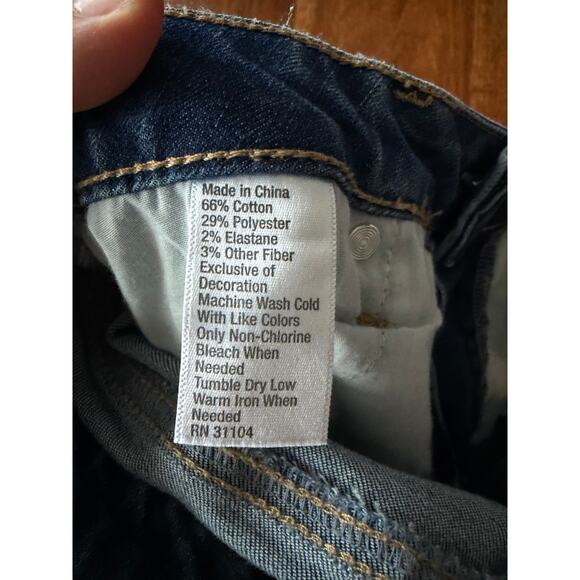 Made in China
66% Cotton
29% Polyester
2% Elastane
3% Other Fiber
Exclusive of
Decoration
Machine Wash Cold
With Like Colors
Only Non-Chlorine
Bleach When
Needed
Tumble Dry Low
Warm Iron When
Needed
RN 31104